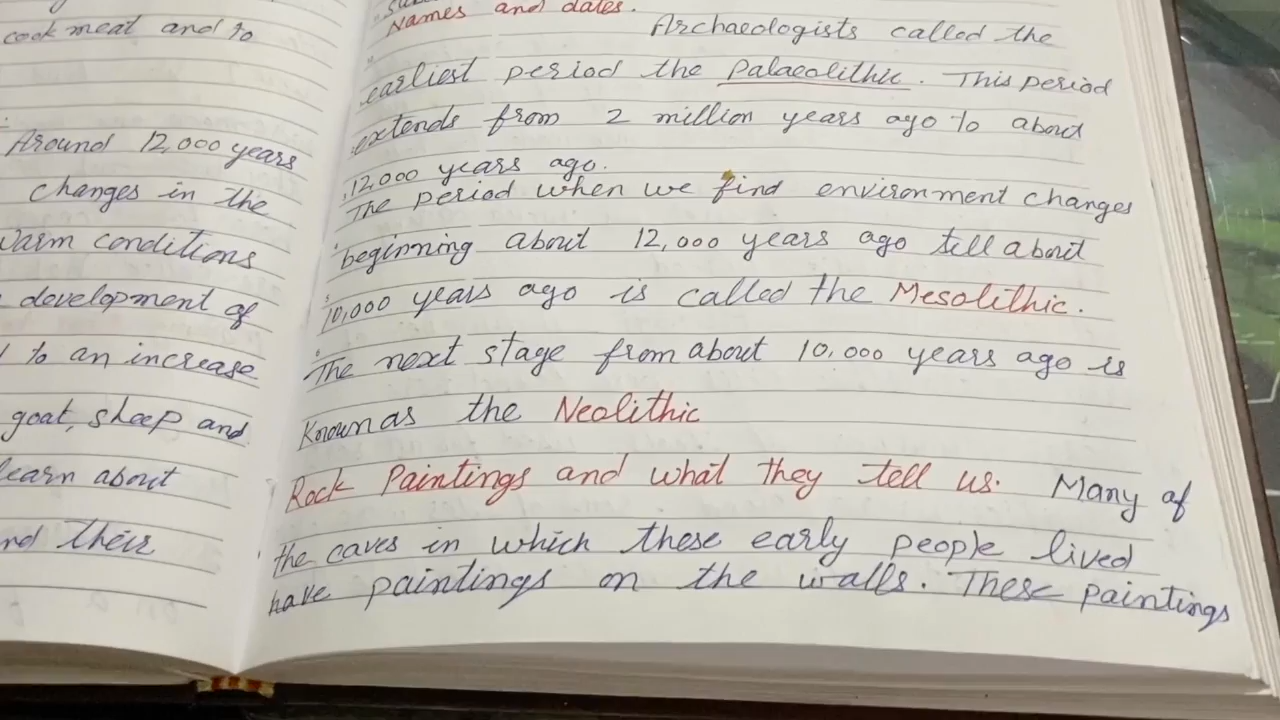 cook meat and to
Around 12,000 years
changes in the
warm conditions
development of
to an increase
goat, sheep and
learn about
and their
Names and dates.
Archaeologists called the
earliest period the Palaeolithic. This period
extends from 2 million years ago to about
12,000 years ago.
The period when we find environment changes
beginning about 12,000 years ago tell about
10,000 years ago is called the Mesolithic.
The next stage from about 10,000 years ago is
Known as the Neolithic
Rock Paintings and what they tell us. Many of
the caves in which these early people lived
have paintings on the walls. These paintings